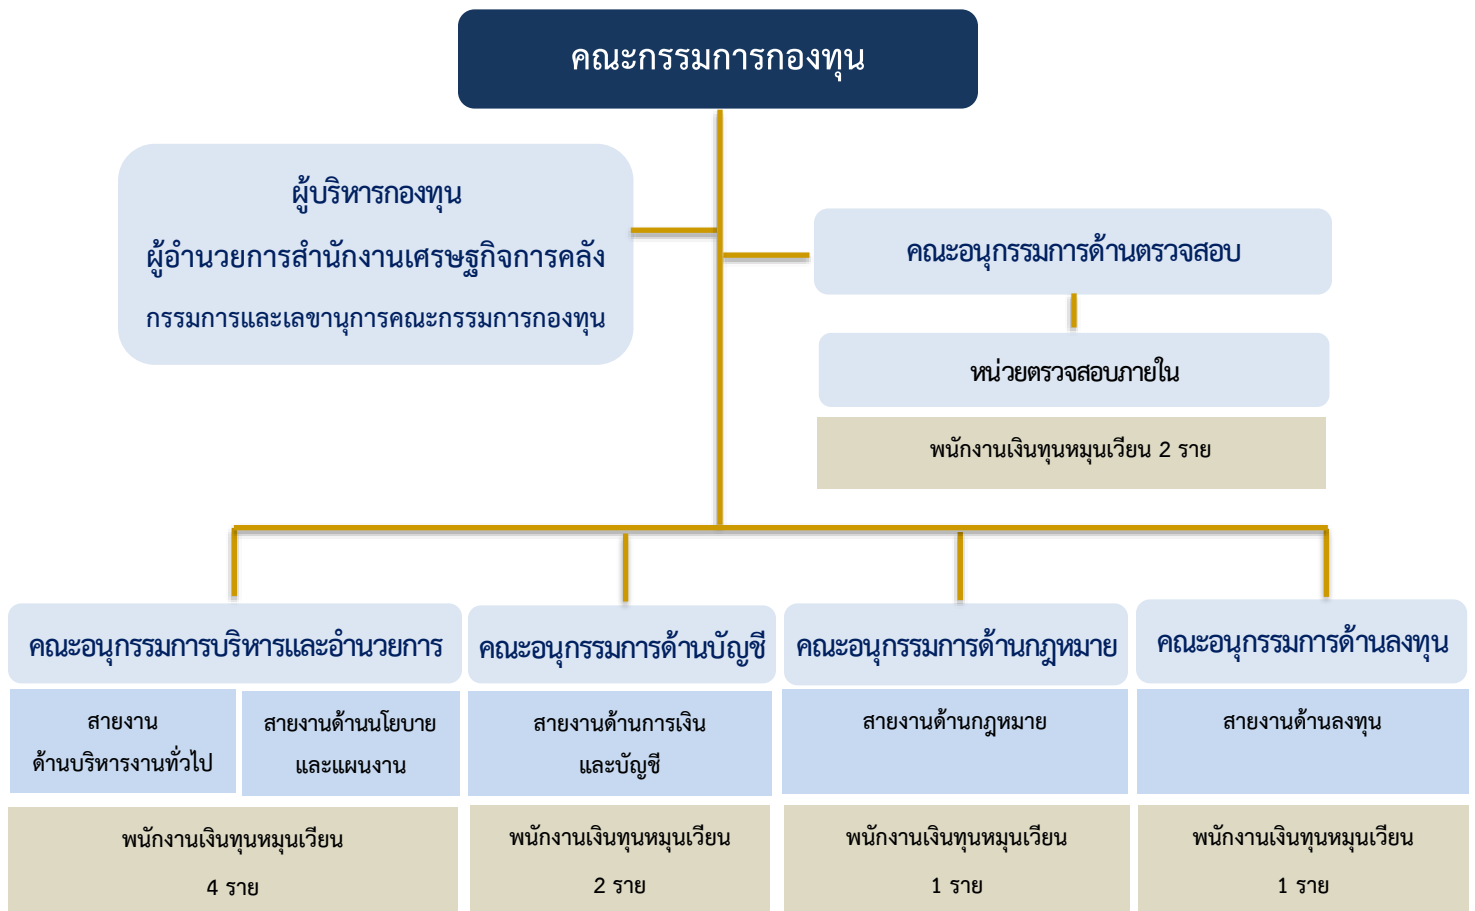 คณะกรรมการกองทุน
ผู้บริหารกองทุน
ผู้อำนวยการสำนักงานเศรษฐกิจการคลัง
กรรมการและเลขานุการคณะกรรมการกองทุน
คณะอนุกรรมการด้านตรวจสอบ
หน่วยตรวจสอบภายใน
พนักงานเงินทุนหมุนเวียน 2 ราย
คณะอนุกรรมการบริหารและอำนวยการ
สายงาน
ด้านบริหารงานทั่วไป
สายงานด้านนโยบาย
และแผนงาน
พนักงานเงินทุนหมุนเวียน
4 ราย
คณะอนุกรรมการด้านบัญชี
สายงานด้านการเงิน
และบัญชี
พนักงานเงินทุนหมุนเวียน
2 ราย
คณะอนุกรรมการด้านกฎหมาย
สายงานด้านกฎหมาย
พนักงานเงินทุนหมุนเวียน
1 ราย
คณะอนุกรรมการด้านลงทุน
สายงานด้านลงทุน
พนักงานเงินทุนหมุนเวียน
1 ราย